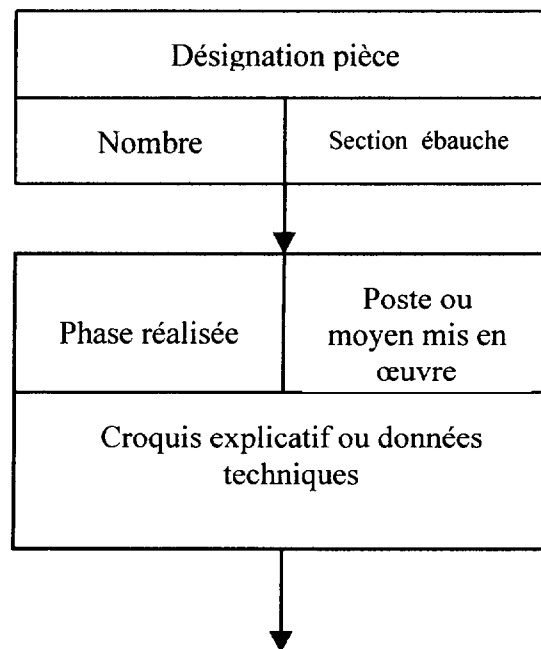 Désignation pièce
Nombre
Section ébauche
Phase réalisée
Poste ou
moyen mis en
œuvre
Croquis explicatif ou données
techniques